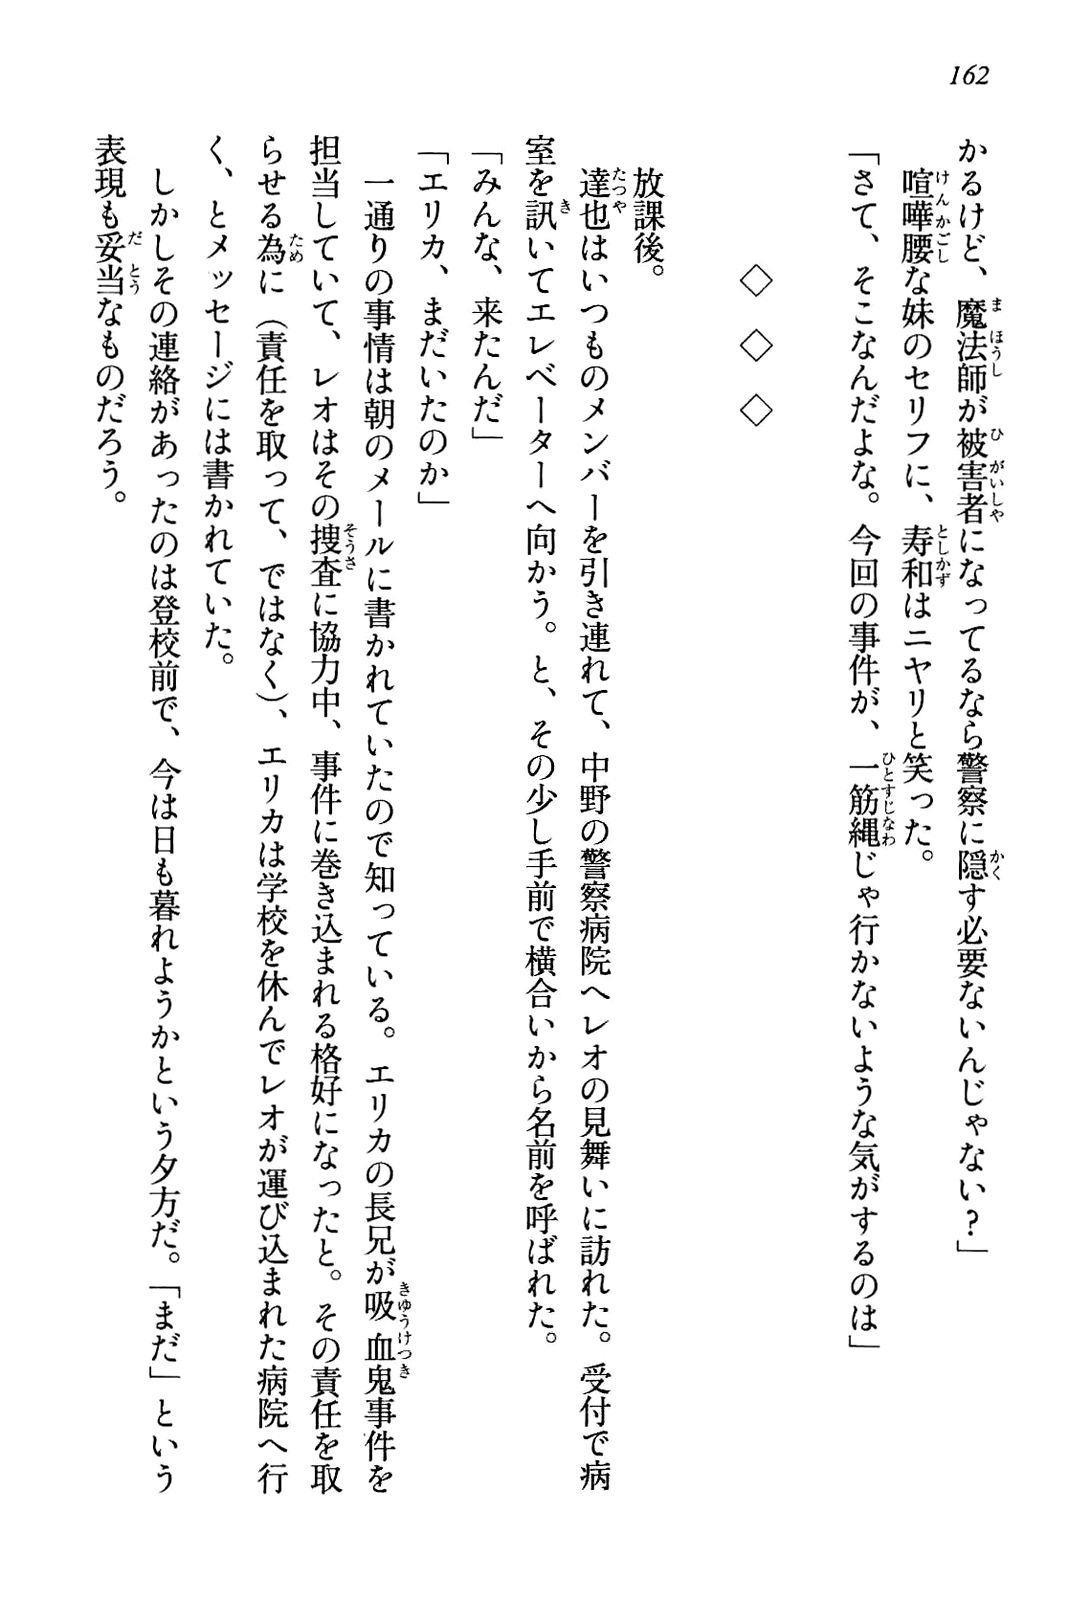 162
かるけど、魔法師が被害者になってるなら警察に隠す必要ないんじゃない？」
喧嘩腰な妹のセリフに、寿和はニヤリと笑った。
「さて、そこなんだよな。今回の事件が、一筋縄じゃ行かないような気がするのは」
◇　◇　◇
放課後。
達也はいつものメンバーを引き連れて、中野の警察病院へレオの見舞いに訪れた。受付で病
室を訊いてエレベーターへ向かう。と、その少し手前で横合いから名前を呼ばれた。
「みんな、来たんだ」
「エリカ、まだいたのか」
一通りの事情は朝のメールに書かれていたので知っている。エリカの長兄が吸血鬼事件を
担当していて、レオはその捜査に協力中、事件に巻き込まれる格好になったと。その責任を取
らせる為に（責任を取って、ではなく）、エリカは学校を休んでレオが運び込まれた病院へ行
く、とメッセージには書かれていた。
しかしその連絡があったのは登校前で、今は日も暮れようかという夕方だ。「まだ」という
表現も妥当なものだろう。